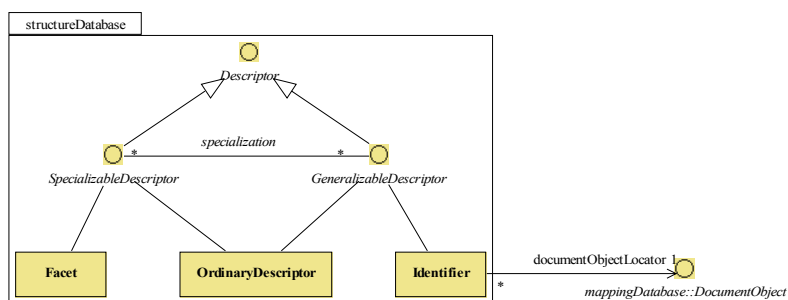 structureDatabase
Descriptor
specialization
* *
SpecializableDescriptor GeneralizableDescriptor
Facet OrdinaryDescriptor Identifier
documentObjectLocator 1
*
mappingDatabase::DocumentObject